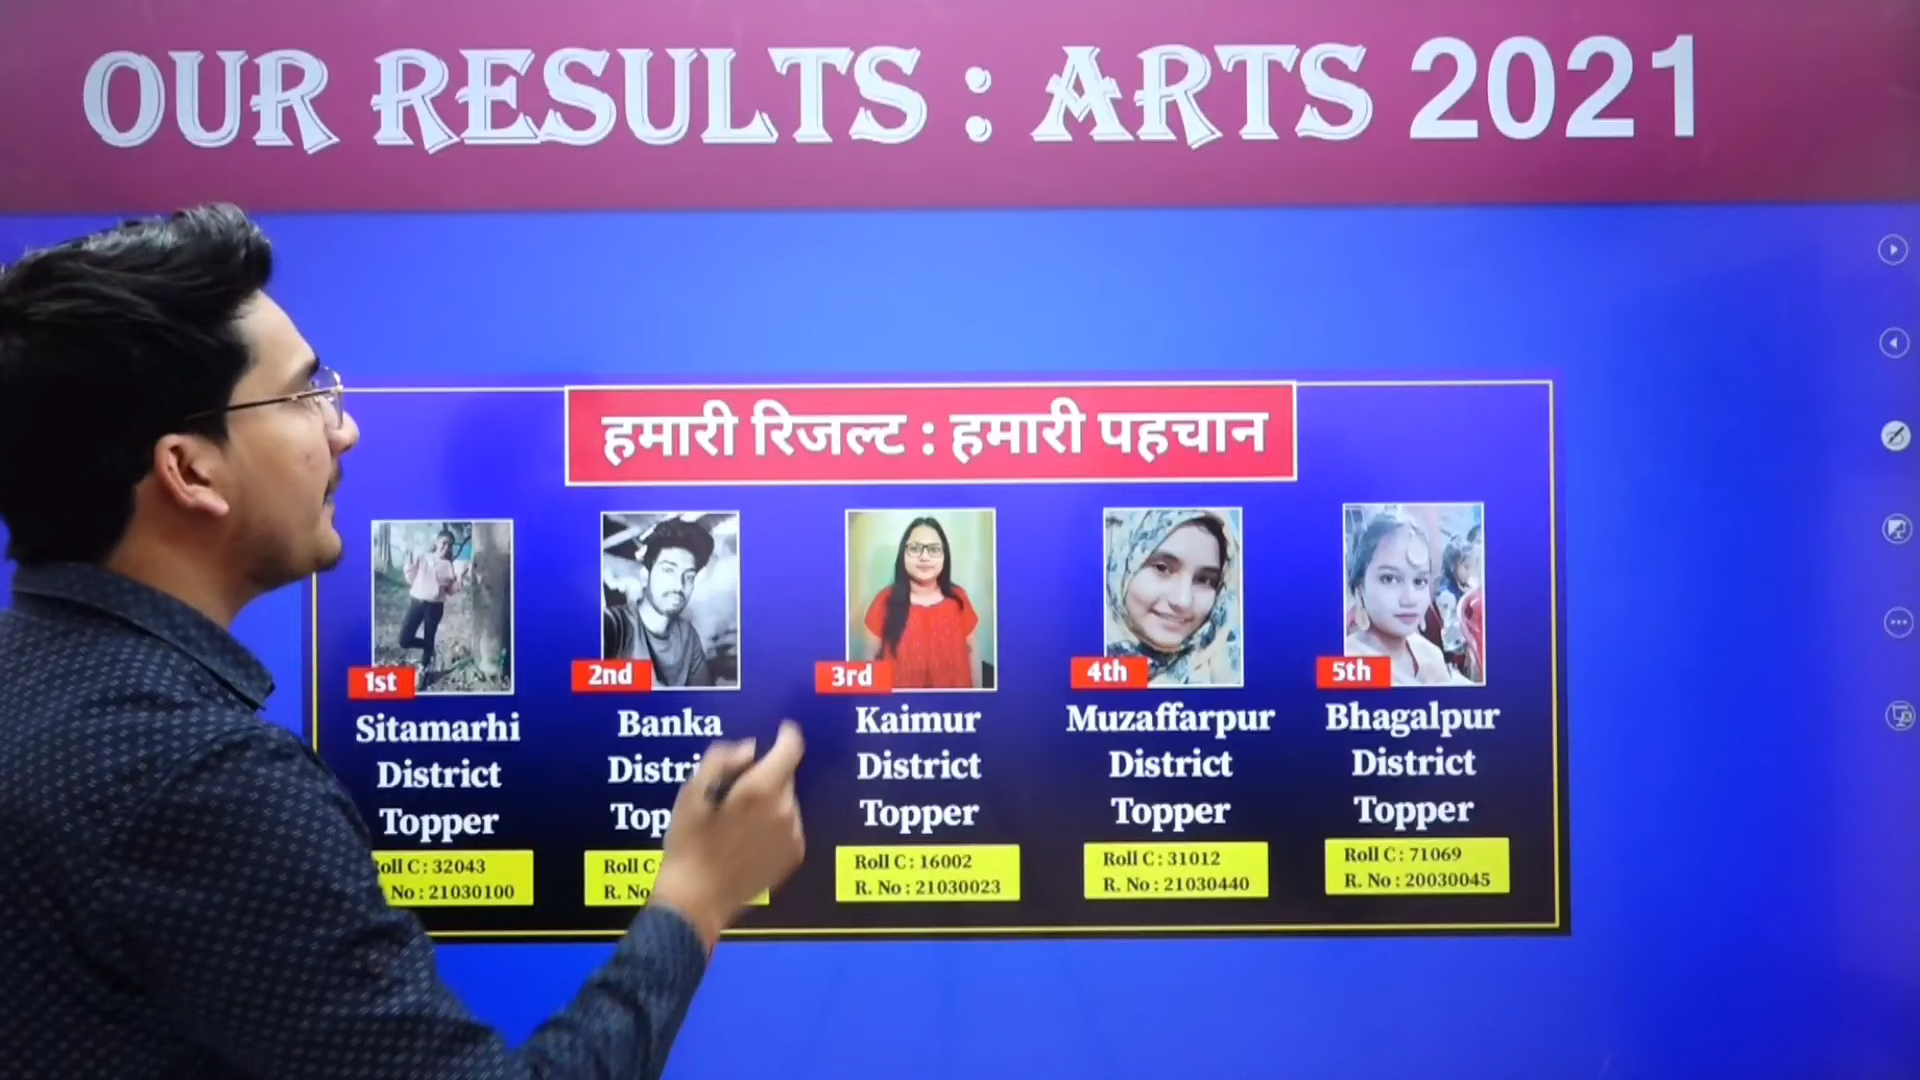 OUR RESULTS : ARTS 2021
हमारी रिजल्ट : हमारी पहचान
1st
2nd
3rd
4th
5th
Sitamarhi
District
Topper
Banka
Kaimur
District
Topper
Muzaffarpur
District
Topper
Bhagalpur
District
Topper
Roll C : 32043
No : 21030100
Roll C
Roll C : 16002
R. No : 21030023
Roll C : 31012
R. No : 21030440
Roll C : 71069
R. No : 20030045